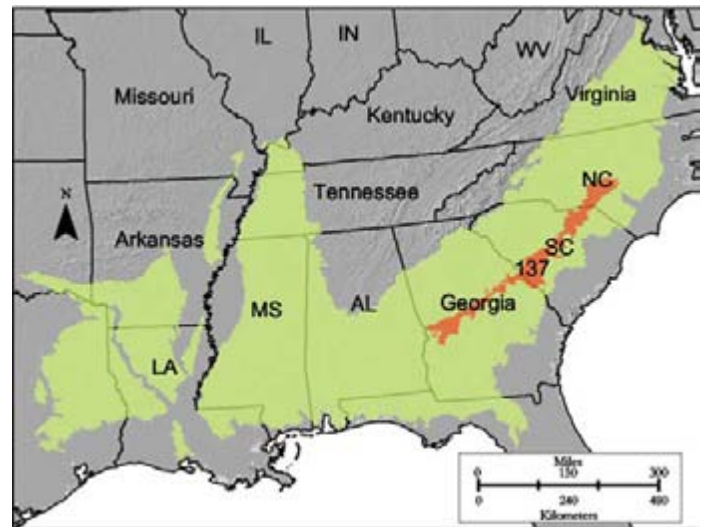 IL
IN
WV
Missouri
Virginia
Kentucky
N
NC
Tennessee
Arkansas
SC
137
MS
AL
Georgia
LA
Miles
0 150 300
0 240 480
Kilometers